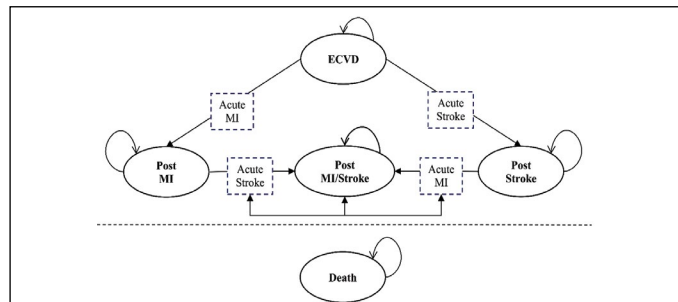 ECVD
Acute
MI
Acute
Stroke
Post
MI
Acute
Stroke
Post
MI/Stroke
Acute
MI
Post
Stroke
Death